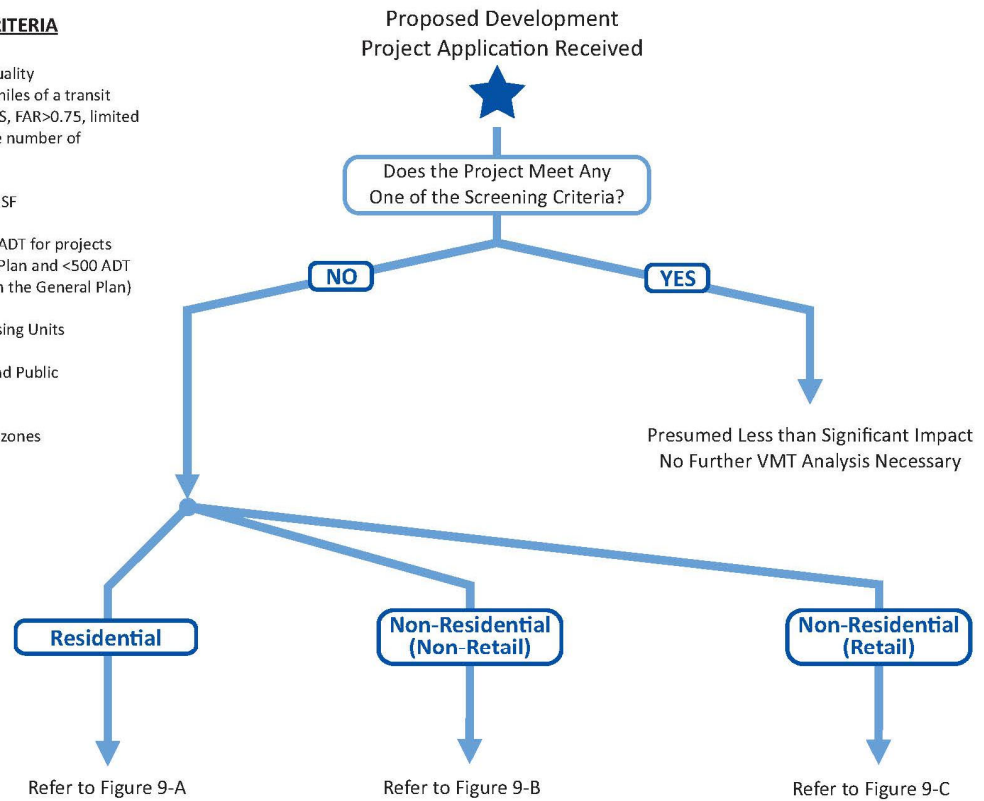 RITERIA
uality
niles of a transit
S, FAR>0.75, limited
e number of
SF
ADT for projects
Plan and <500 ADT
n the General Plan)
sing Units
nd Public
zones
Proposed Development
Project Application Received
Does the Project Meet Any
One of the Screening Criteria?
NO
YES
Presumed Less than Significant Impact
No Further VMT Analysis Necessary
Residential
Non-Residential
(Non-Retail)
Non-Residential
(Retail)
Refer to Figure 9-A
Refer to Figure 9-B
Refer to Figure 9-C